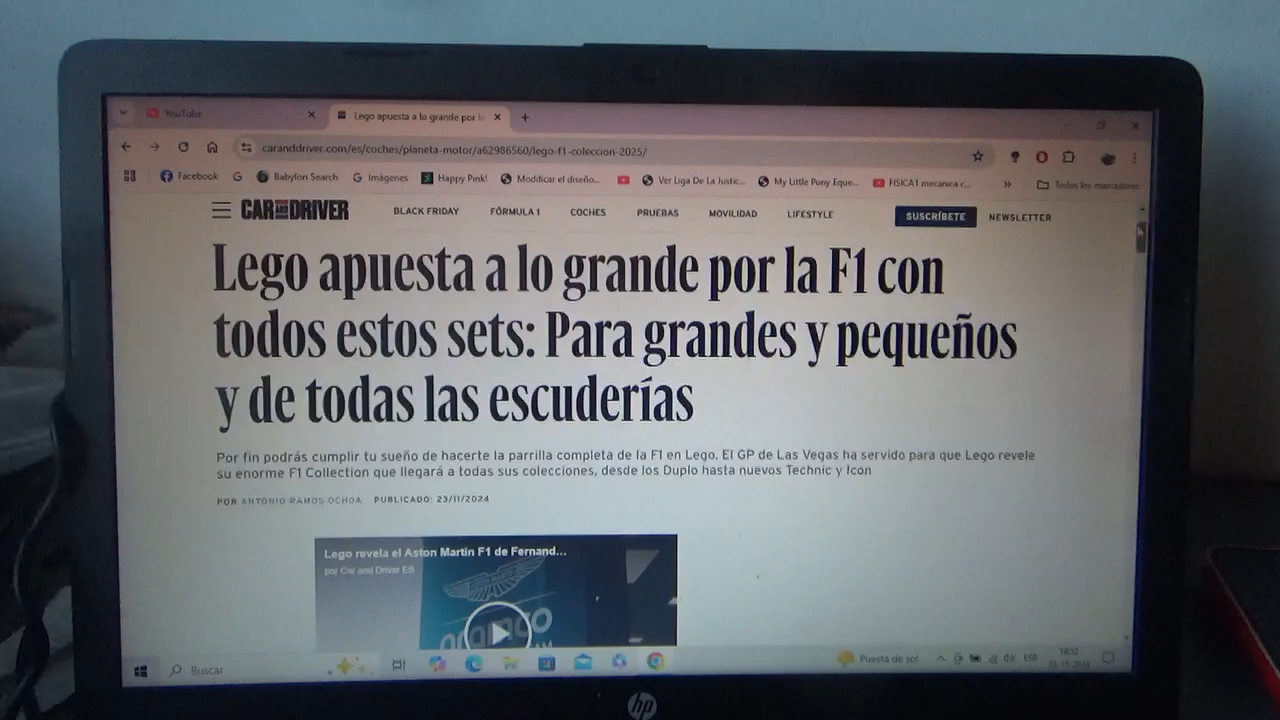 YouTube
Lego apuesta a lo grande por l
caranddriver.com/es/coches/planeta-motor/a62986560/lego-f1-coleccion-2025/
Facebook
Babylon Search
Imágenes
Happy Pink!
Modificar el diseño...
Ver Liga De La Justic...
My Little Pony Eque...
FISICA1 mecanica c...
Todos los marcadores
CAR AND DRIVER
BLACK FRIDAY
FÓRMULA 1
COCHES
PRUEBAS
MOVILIDAD
LIFESTYLE
SUSCRÍBETE
NEWSLETTER
Lego apuesta a lo grande por la F1 con
todos estos sets: Para grandes y pequeños
y de todas las escuderías
Por fin podrás cumplir tu sueño de hacerte la parrilla completa de la F1 en Lego. El GP de Las Vegas ha servido para que Lego revele
su enorme F1 Collection que llegará a todas sus colecciones, desde los Duplo hasta nuevos Technic y Icon
POR ANTONIO RAMOS OCHOA PUBLICADO: 23/11/2024
Lego revela el Aston Martin F1 de Fernand...
por Car and Driver ES
ASTON MARTIN
aramco
Buscar
Puesta de sol
ESP
hp